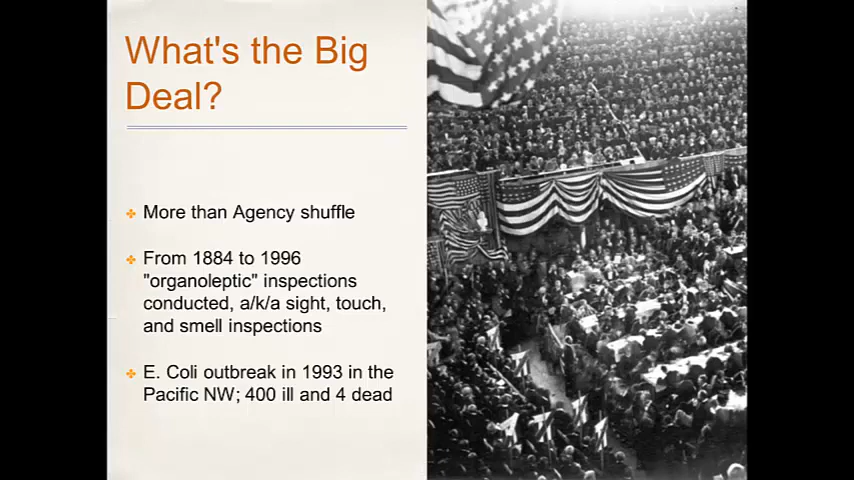 What's the Big
Deal?
More than Agency shuffle
From 1884 to 1996
"organoleptic" inspections
conducted, a/k/a sight, touch,
and smell inspections
E. Coli outbreak in 1993 in the
Pacific NW; 400 ill and 4 dead